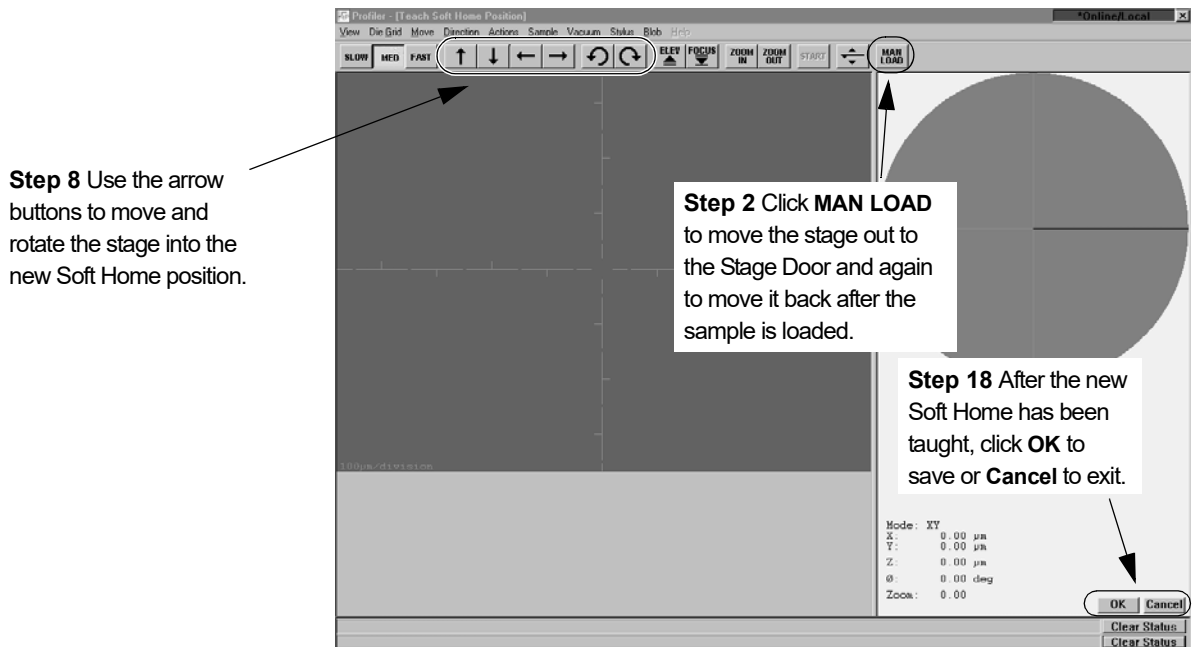 Profiler - [Teach Soft Home Position]
*Online/Local
View Die Grid Move Direction Actions Sample Vacuum Stylus Blob Help
SLOW MED FAST ELEV FOCUS ZOOM IN ZOOM OUT START MAN LOAD
Step 8 Use the arrow
buttons to move and
rotate the stage into the
new Soft Home position.
Step 2 Click MAN LOAD
to move the stage out to
the Stage Door and again
to move it back after the
sample is loaded.
Step 18 After the new
Soft Home has been
taught, click OK to
save or Cancel to exit.
100µm/division
Mode: XY
X: 0.00 µm
Y: 0.00 µm
Z: 0.00 µm
Ø: 0.00 deg
Zoom: 0.00
OK Cancel
Clear Status
Clear Status